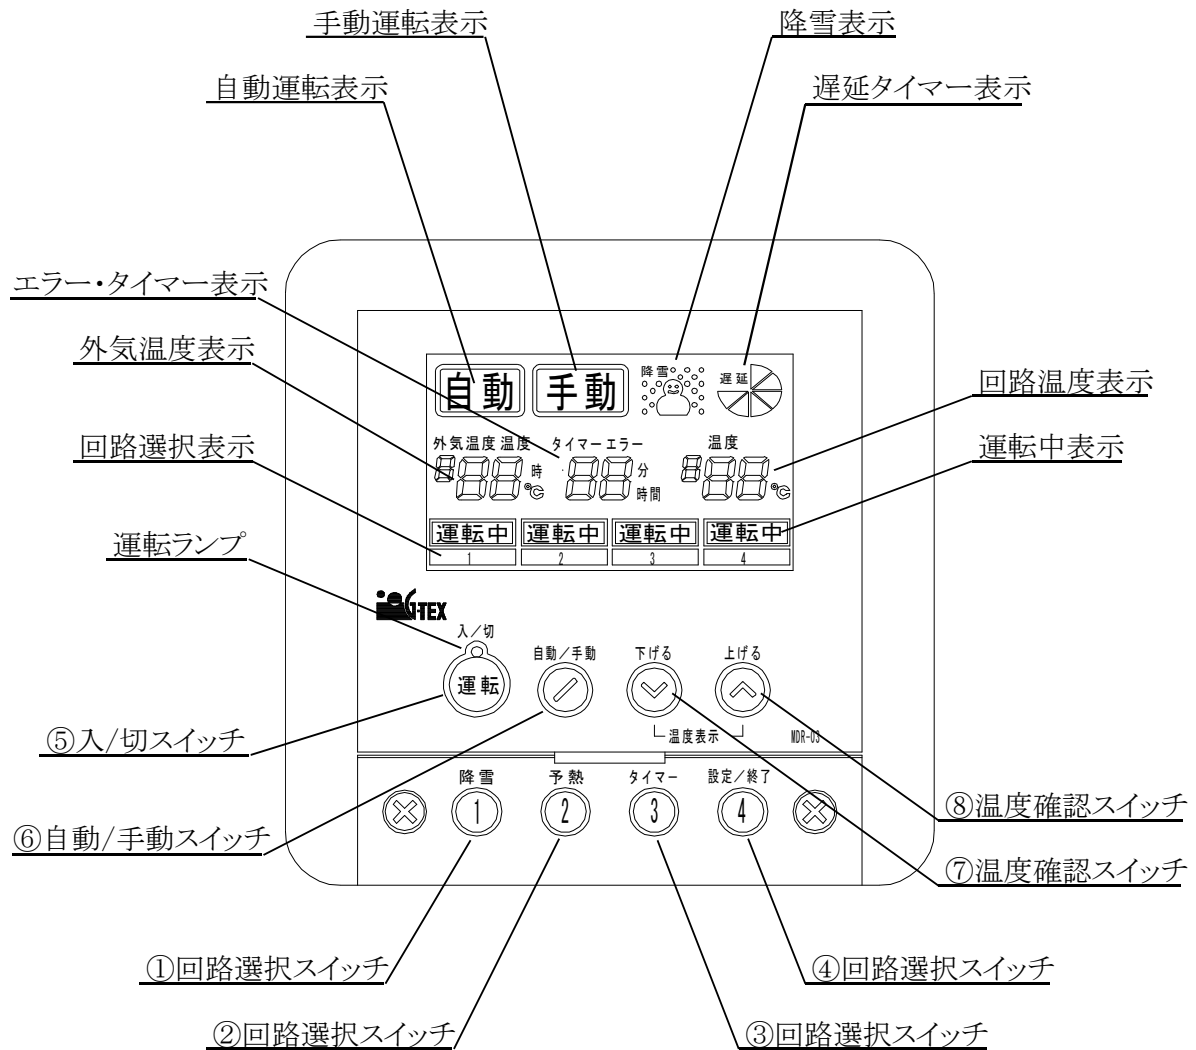 手動運転表示
降雪表示
自動運転表示
遅延タイマー表示
エラー・タイマー表示
外気温度表示
回路温度表示
回路選択表示
運転中表示
運転ランプ
自動
手動
降雪
遅延
外気温度 温度
タイマー エラー
温度
888 時 ℃
88 分 時間
888 ℃
運転中 運転中 運転中 運転中
1 2 3 4
TEX
入/切
運転
自動/手動
下げる
上げる
温度表示
MDR-03
⑤入/切スイッチ
降雪
予熱
タイマー
設定/終了
1 2 3 4
⑧温度確認スイッチ
⑥自動/手動スイッチ
⑦温度確認スイッチ
①回路選択スイッチ
④回路選択スイッチ
②回路選択スイッチ
③回路選択スイッチ